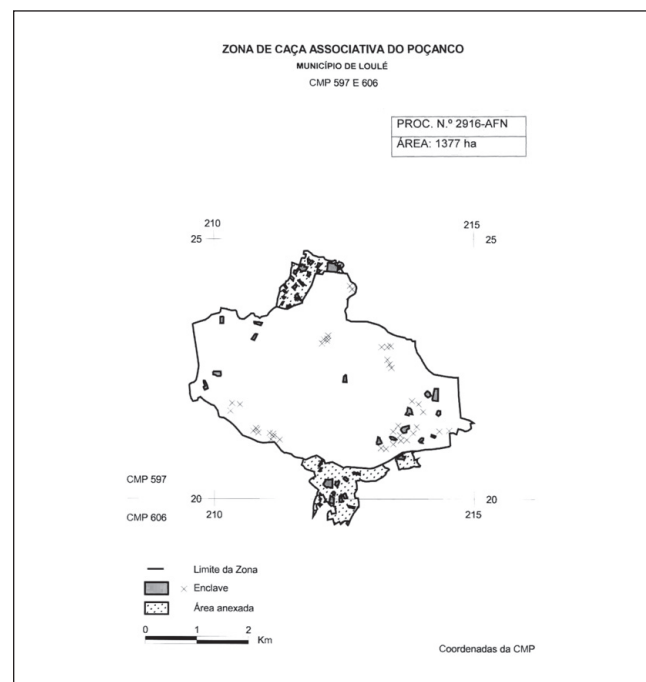 ZONA DE CAÇA ASSOCIATIVA DO POÇANCO
MUNICÍPIO DE LOULÉ
CMP 597 E 606
PROC. N.º 2916-AFN
ÁREA: 1377 ha
210
215
25
25
CMP 597
20
20
CMP 606
210
215
Limite da Zona
Enclave
Área anexada
0 1 2
Km
Coordenadas da CMP